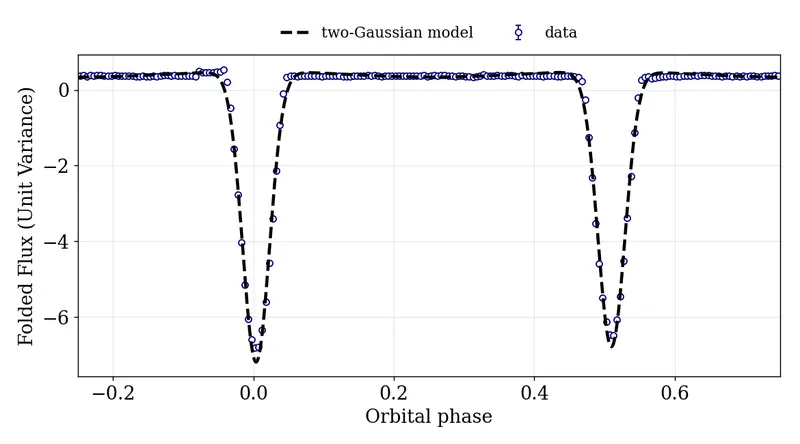 two-Gaussian model
data
Folded Flux (Unit Variance)
0
−2
−4
−6
−0.2
0.0
0.2
0.4
0.6
Orbital phase